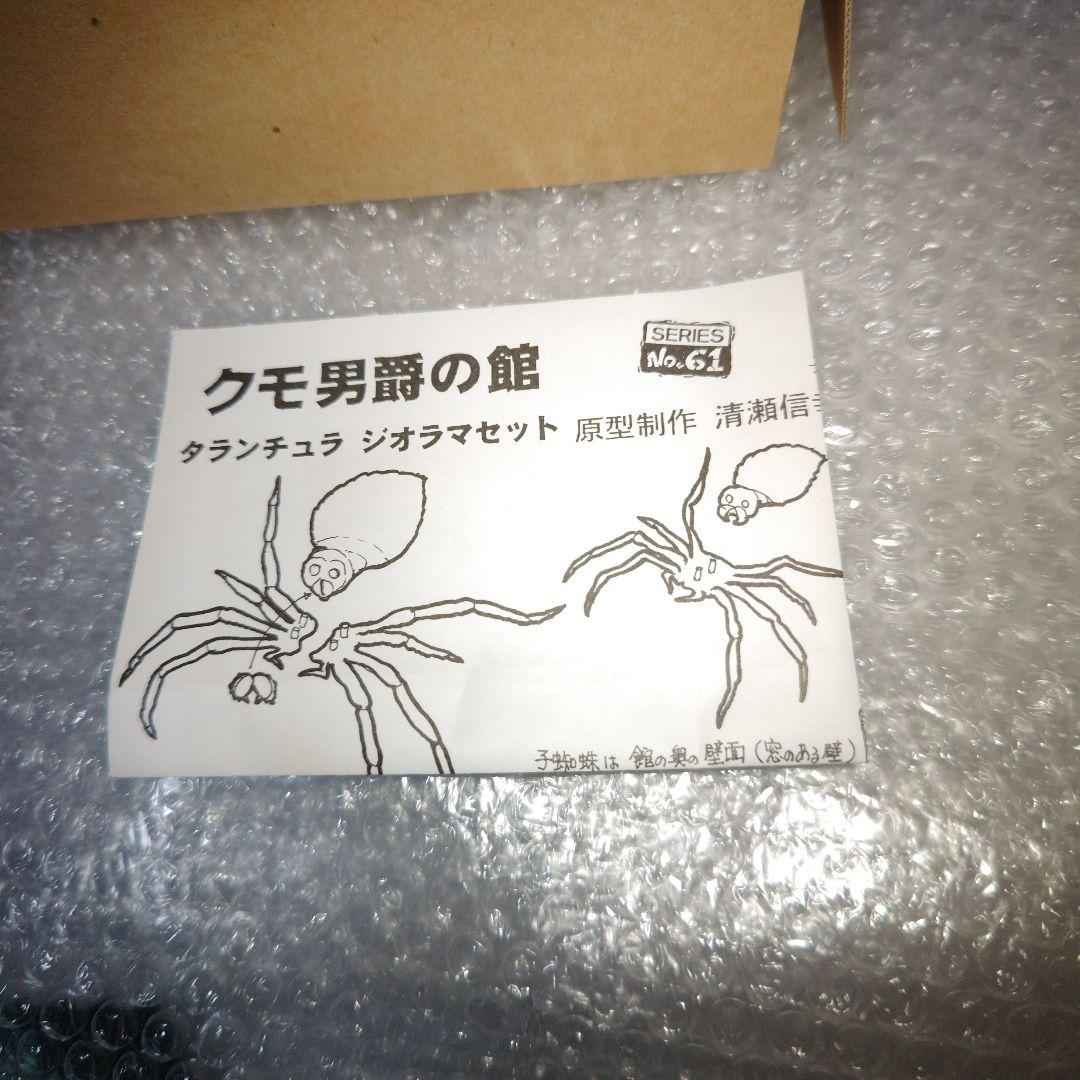 SERIES
No.61
クモ男爵の館
タランチュラ ジオラマセット 原型制作 清瀬信
子蜘蛛は 館の奥の壁面(窓のある壁)